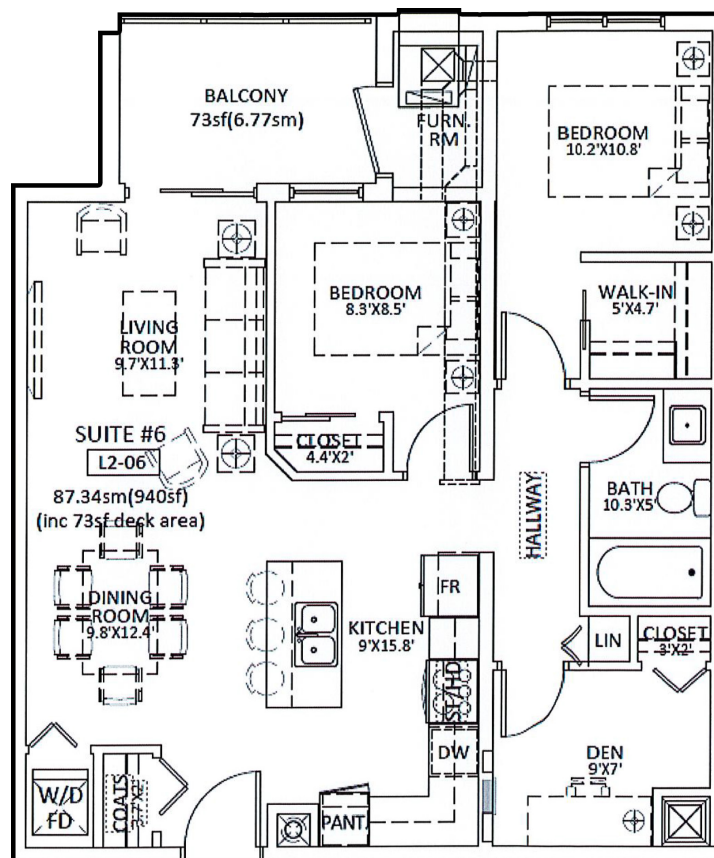 BALCONY
73sf(6.77sm)
FURN.
RM
BEDROOM
10.2'X10.8'
BEDROOM
8.3'X8.5'
WALK-IN
5'X4.7'
LIVING
ROOM
9.7'X11.3'
SUITE #6
L2-06
CLOSET
4.4'X2'
87.34sm(940sf)
(inc 73sf deck area)
HALLWAY
BATH
10.3'X5'
DINING
ROOM
9.8'X12.4'
FR
KITCHEN
9'X15.8'
LIN
CLOSET
3'X2'
ST/HD
DW
DEN
9'X7'
W/D
FD
COATS
PANT.